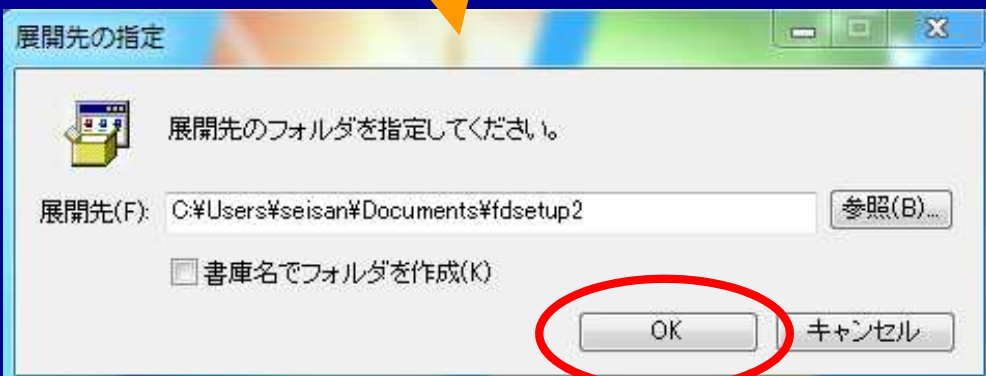 展開先の指定
展開先のフォルダを指定してください。
展開先(F): C:¥Users¥seisan¥Documents¥fdsetup2 参照(B)...
書庫名でフォルダを作成(K)
OK キャンセル